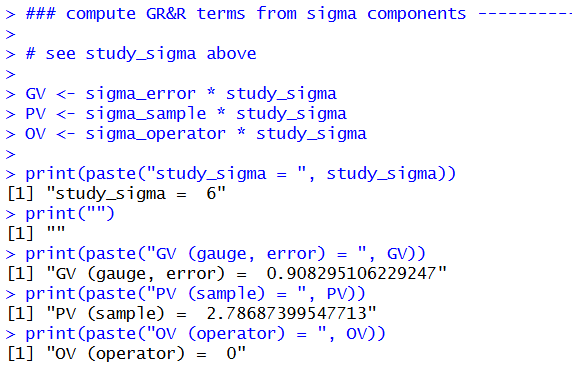 > ### compute GR&R terms from sigma components ----------
>
> # see study_sigma above
>
> GV <- sigma_error * study_sigma
> PV <- sigma_sample * study_sigma
> OV <- sigma_operator * study_sigma
>
> print(paste("study_sigma = ", study_sigma))
[1] "study_sigma =  6"
> print("")
[1] ""
> print(paste("GV (gauge, error) = ", GV))
[1] "GV (gauge, error) =  0.908295106229247"
> print(paste("PV (sample) = ", PV))
[1] "PV (sample) =  2.78687399547713"
> print(paste("OV (operator) = ", OV))
[1] "OV (operator) =  0"